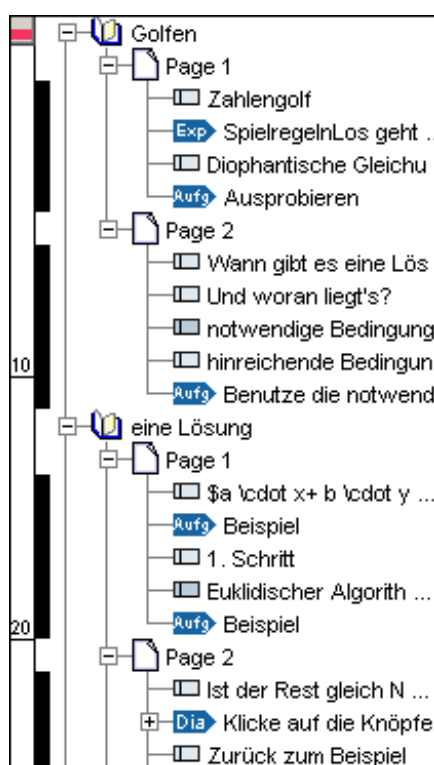 Golfen
Page 1
Zahlengolf
Exp SpielregelnLos geht ..
Diophantische Gleichu
Aufg Ausprobieren
Page 2
Wann gibt es eine Lös
Und woran liegt's?
notwendige Bedingung
10 hinreichende Bedingun
Aufg Benutze die notwend
eine Lösung
Page 1
$a \cdot x+ b \cdot y ...
Aufg Beispiel
1. Schritt
Euklidischer Algorith ...
20 Aufg Beispiel
Page 2
Ist der Rest gleich N ...
Dia Klicke auf die Knöpfe
Zurück zum Beispiel